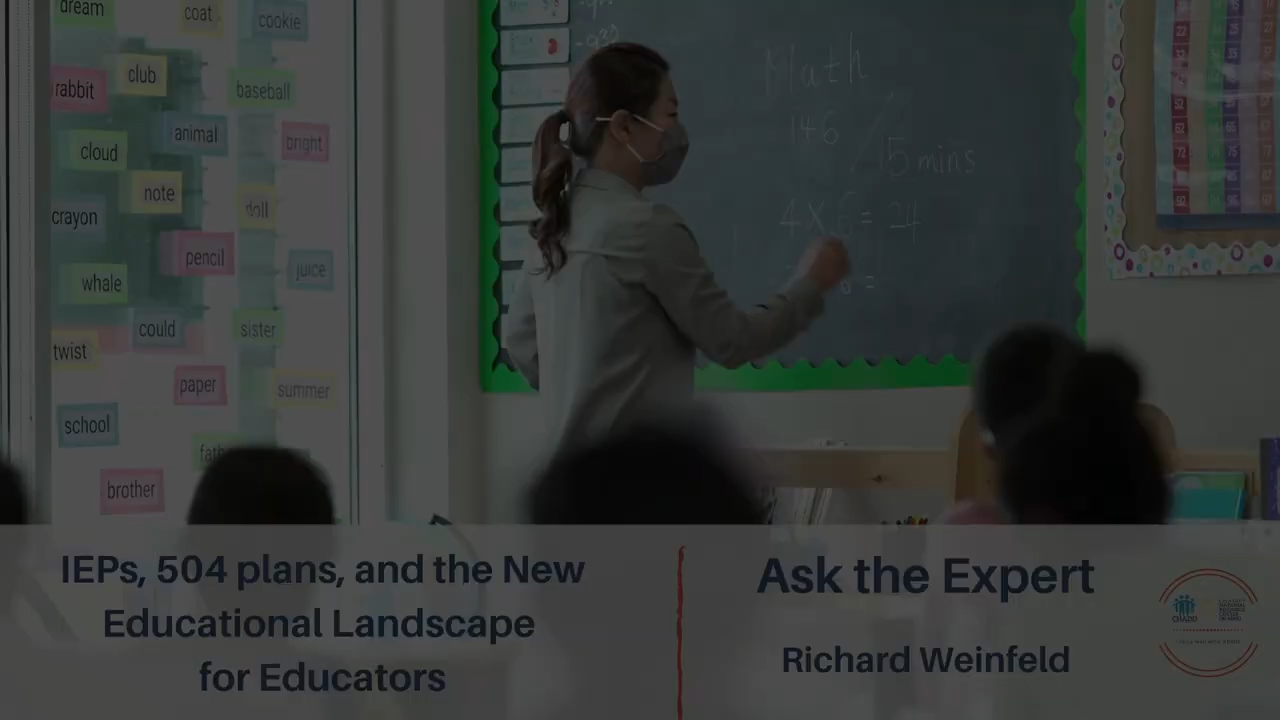 dream
coat
cookie
club
rabbit
baseball
animal
bright
cloud
note
doll
crayon
pencil
juice
whale
could
sister
twist
paper
summer
school
brother
Math
146
15 mins
4 X 6 = 24
IEPs, 504 plans, and the New
Educational Landscape
for Educators
Ask the Expert
Richard Weinfeld
CHADD